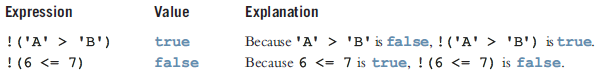 Expression Value Explanation
!('A' > 'B') true Because 'A' > 'B' is false, !('A' > 'B') is true.
!(6 <= 7) false Because 6 <= 7 is true, !(6 <= 7) is false.